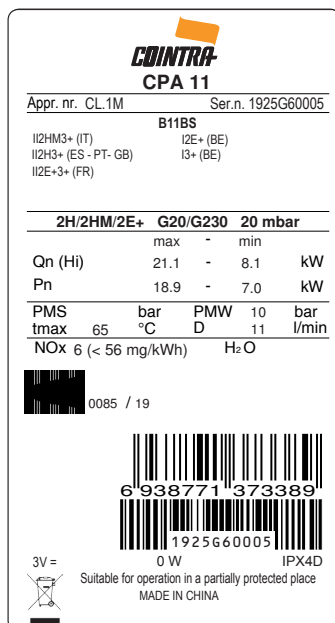 COINTRA
CPA 11
Appr. nr. CL.1M Ser.n. 1925G60005
B11BS
II2HM3+ (IT) I2E+ (BE)
II2H3+ (ES - PT- GB) I3+ (BE)
II2E+3+ (FR)
2H/2HM/2E+ G20/G230 20 mbar
max - min
Qn (Hi) 21.1 - 8.1 kW
Pn 18.9 - 7.0 kW
PMS bar PMW 10 bar
tmax 65 °C D 11 l/min
NOx 6 (< 56 mg/kWh) H₂O
0085 / 19
6 938771 373389
1925G60005
3V = 0 W IPX4D
Suitable for operation in a partially protected place
MADE IN CHINA